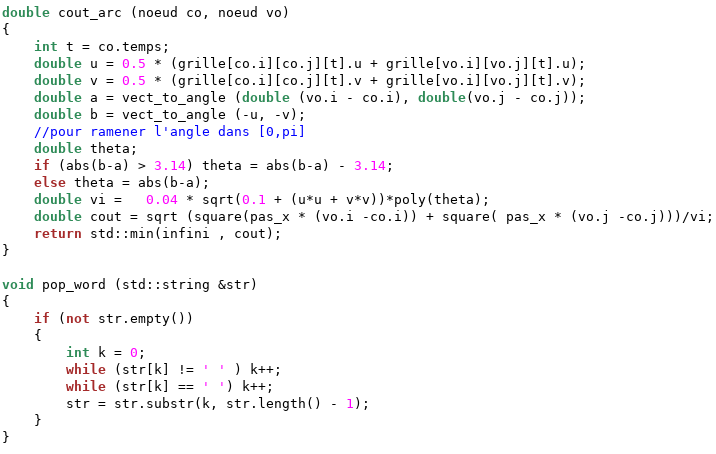 double cout_arc (noeud co, noeud vo)
{
    int t = co.temps;
    double u = 0.5 * (grille[co.i][co.j][t].u + grille[vo.i][vo.j][t].u);
    double v = 0.5 * (grille[co.i][co.j][t].v + grille[vo.i][vo.j][t].v);
    double a = vect_to_angle (double (vo.i - co.i), double(vo.j - co.j));
    double b = vect_to_angle (-u, -v);
    //pour ramener l'angle dans [0,pi]
    double theta;
    if (abs(b-a) > 3.14) theta = abs(b-a) - 3.14;
    else theta = abs(b-a);
    double vi =   0.04 * sqrt(0.1 + (u*u + v*v))*poly(theta);
    double cout = sqrt (square(pas_x * (vo.i -co.i)) + square( pas_x * (vo.j -co.j)))/vi;
    return std::min(infini , cout);
}

void pop_word (std::string &str)
{
    if (not str.empty())
    {
        int k = 0;
        while (str[k] != ' ' ) k++;
        while (str[k] == ' ') k++;
        str = str.substr(k, str.length() - 1);
    }
}